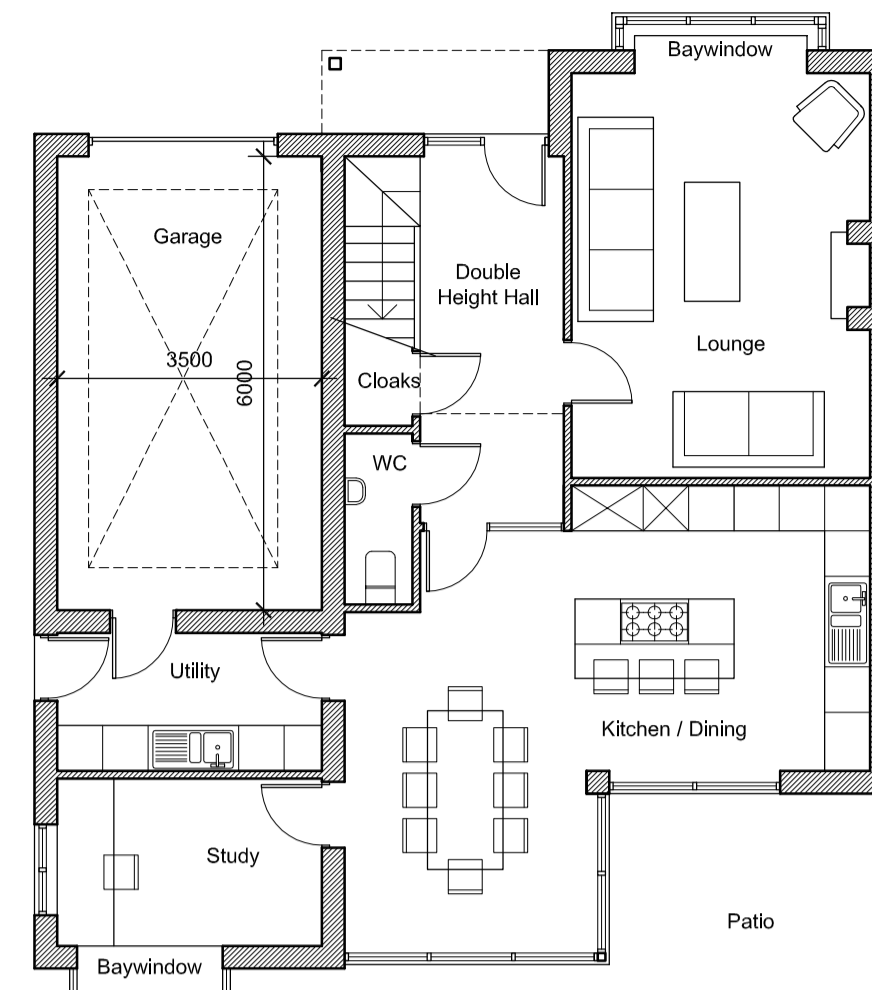 Baywindow
Garage
Double
Height Hall
Lounge
3500
6000
Cloaks
WC
Utility
Kitchen / Dining
Study
Patio
Baywindow